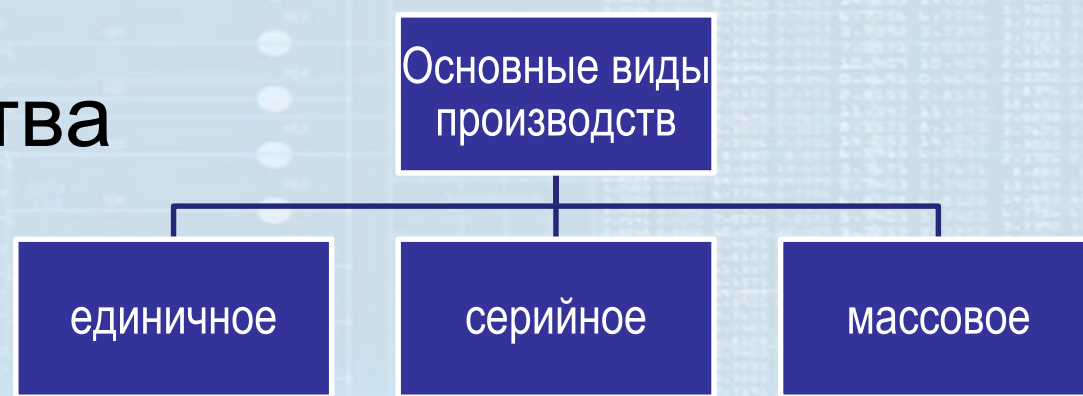 тва
Основные виды
производств
единичное
серийное
массовое